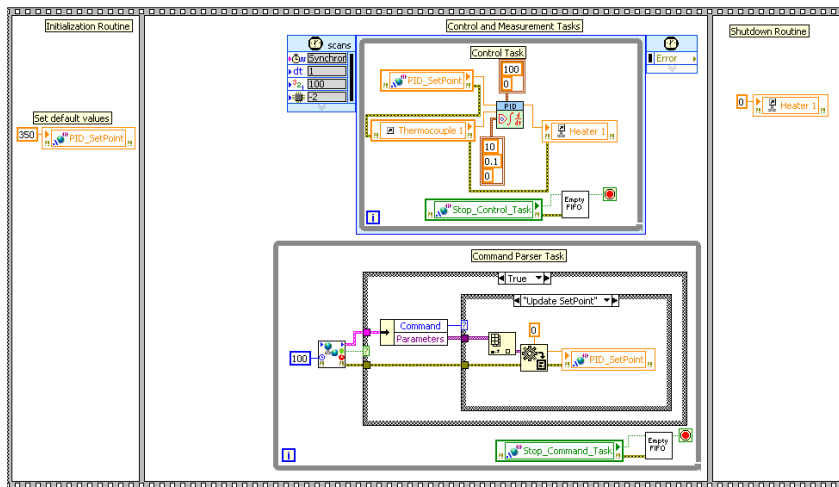 Initialization Routine
Control and Measurement Tasks
Shutdown Routine
scans
Synchror
dt
1
100
-2
Error
Control Task
100
0
PID_SetPoint
PID
Thermocouple 1
Heater 1
10
0.1
0
Stop_Control_Task
Empty
FIFO
i
Set default values
350
PID_SetPoint
0
Heater 1
Command Parser Task
True
"Update SetPoint"
Command
Parameters
0
100
PID_SetPoint
Stop_Command_Task
Empty
FIFO
i